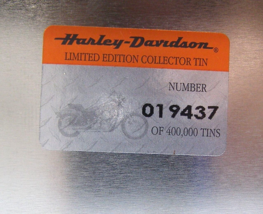 Harley-Davidson®
LIMITED EDITION COLLECTOR TIN
NUMBER
019437
OF 400,000 TINS